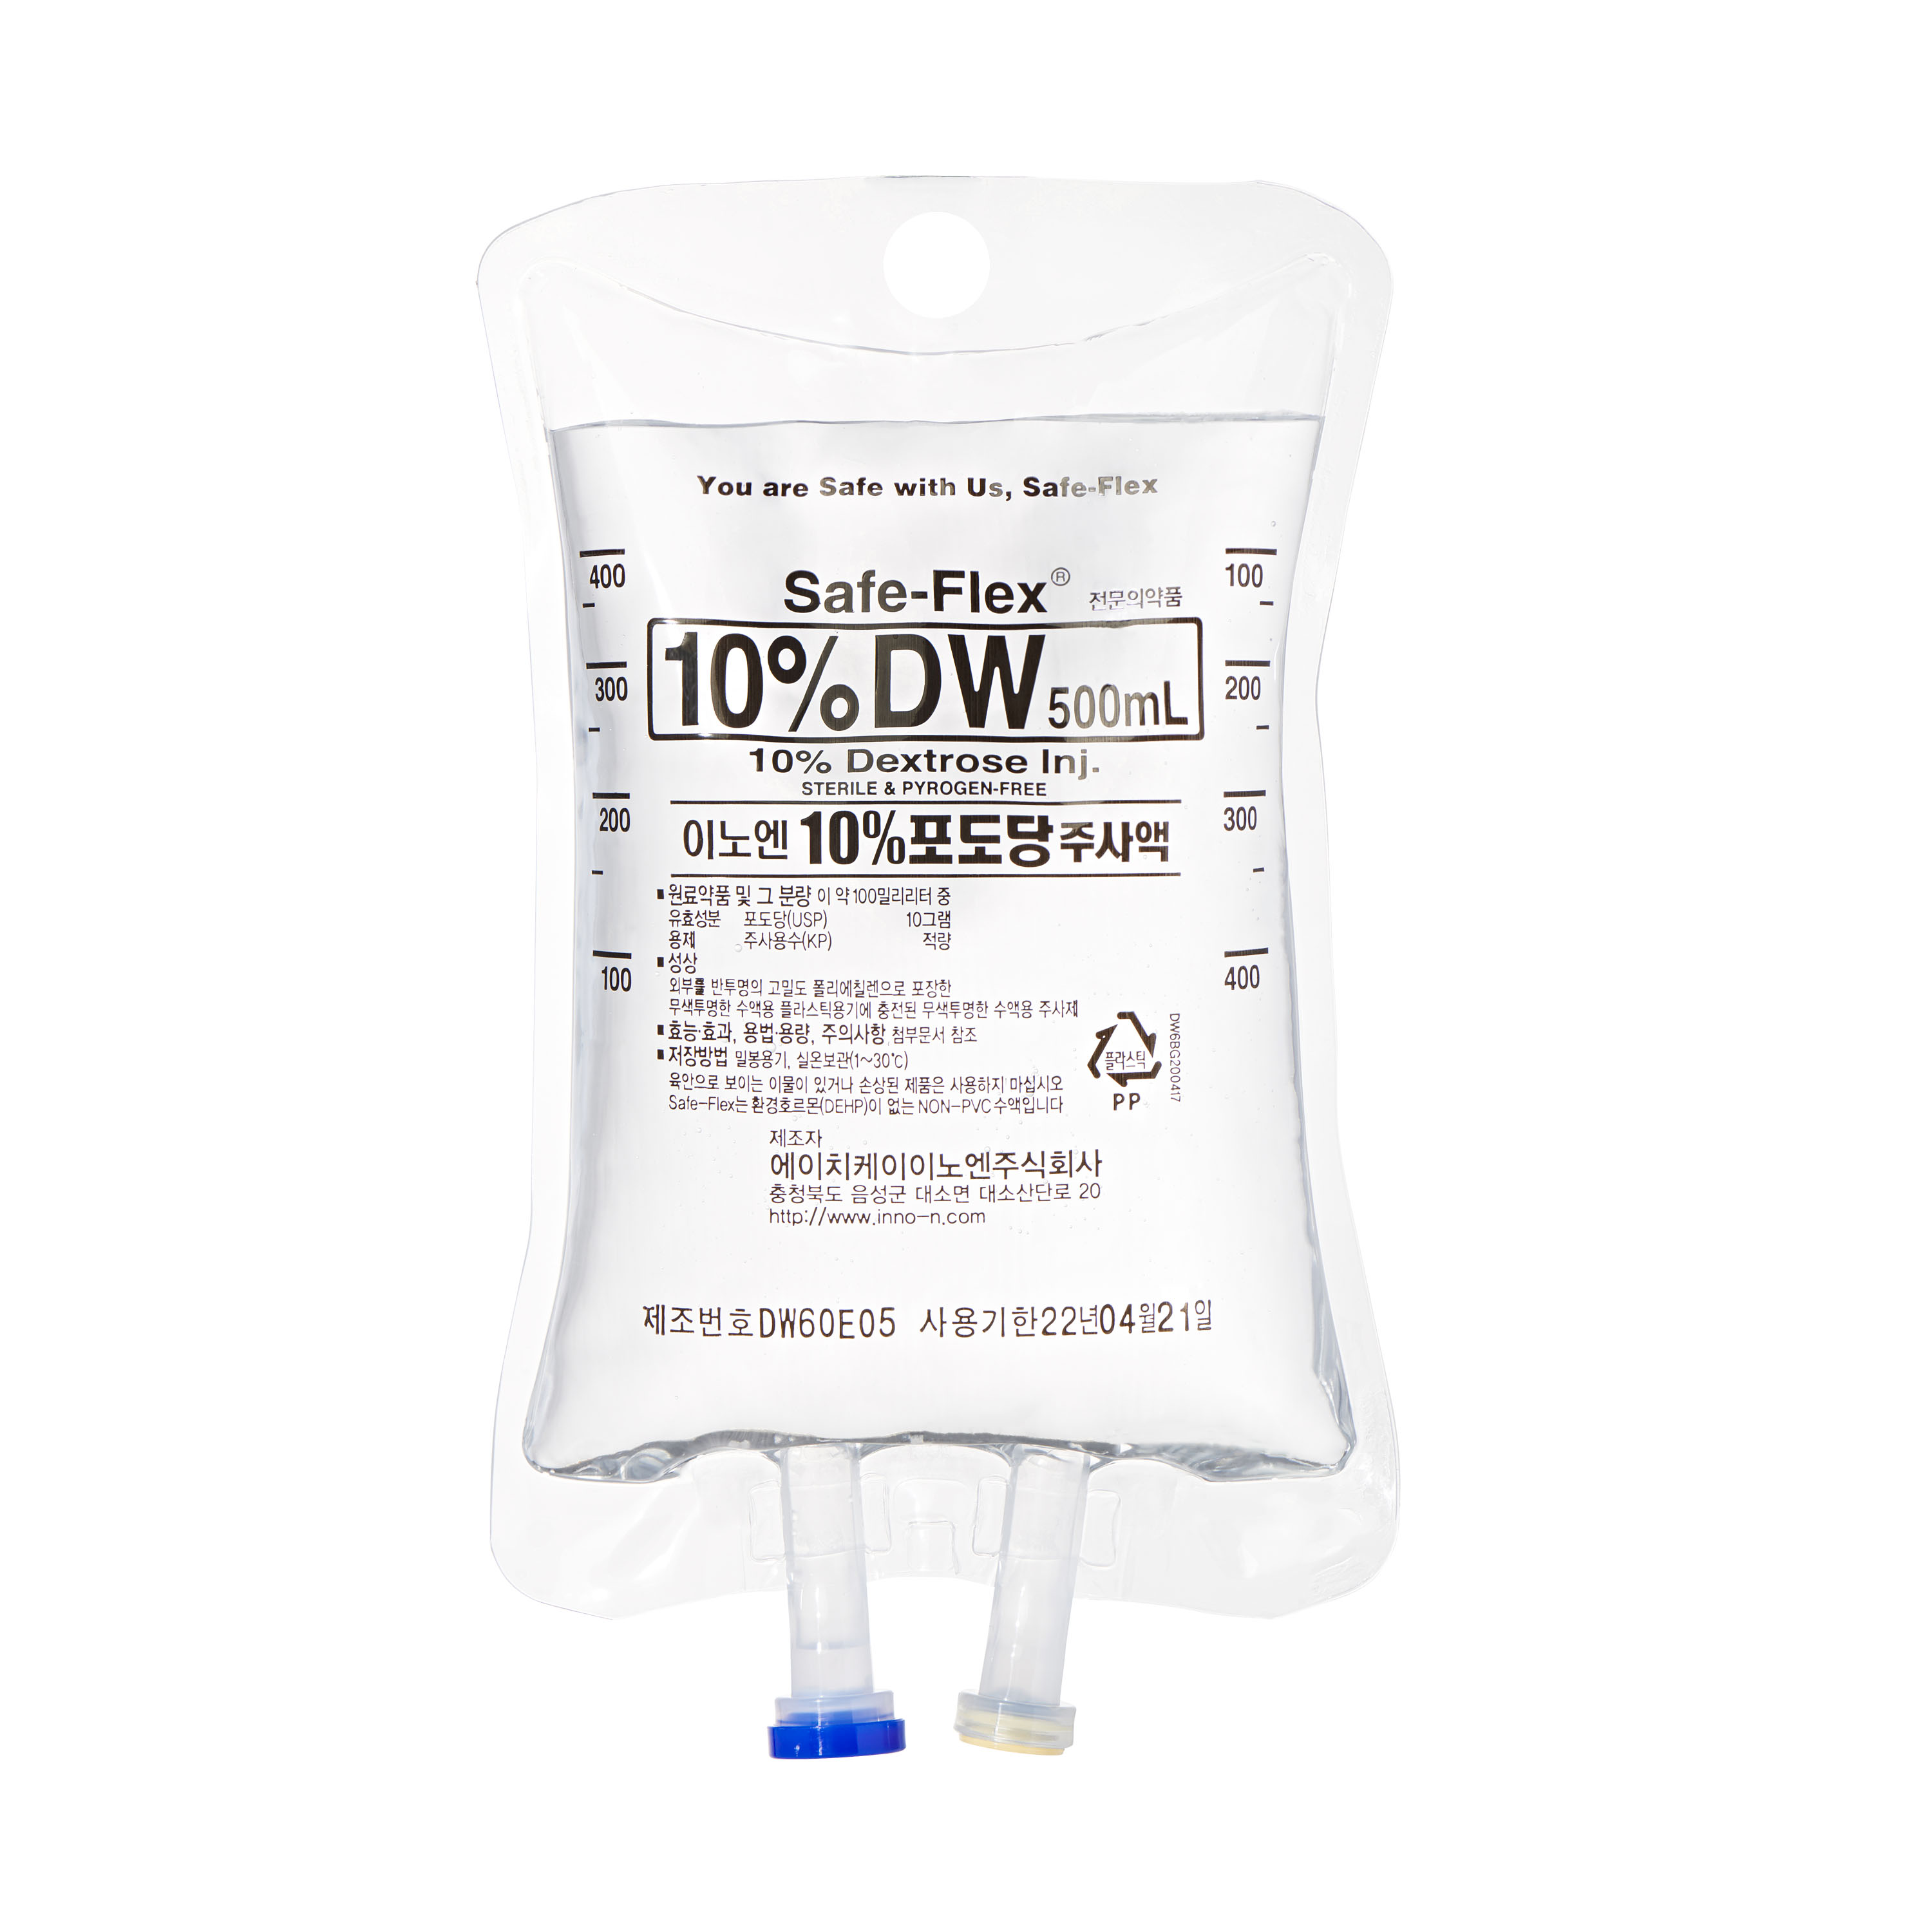 You are Safe with Us, Safe-Flex
Safe-Flex® 전문의약품
10%DW 500mL
10% Dextrose Inj.
STERILE & PYROGEN-FREE
이노엔 10%포도당주사액
■ 원료약품 및 그 분량 이 약 100밀리리터 중
유효성분 포도당(USP) 10그램
용제 주사용수(KP) 적량
■ 성상
외부를 반투명의 고밀도 폴리에칠렌으로 포장한
무색투명한 수액용 플라스틱용기에 충전된 무색투명한 수액용 주사제
■ 효능·효과, 용법·용량, 주의사항 첨부문서 참조
■ 저장방법 밀봉용기, 실온보관(1~30℃)
육안으로 보이는 이물이 있거나 손상된 제품은 사용하지 마십시오
Safe-Flex는 환경호르몬(DEHP)이 없는 NON-PVC 수액입니다
플라스틱
PP
DW6BG200417
제조자
에이치케이이노엔주식회사
충청북도 음성군 대소면 대소산단로 20
http://www.inno-n.com
제조번호DW60E05 사용기한22년04월21일
400
300
200
100
100
200
300
400